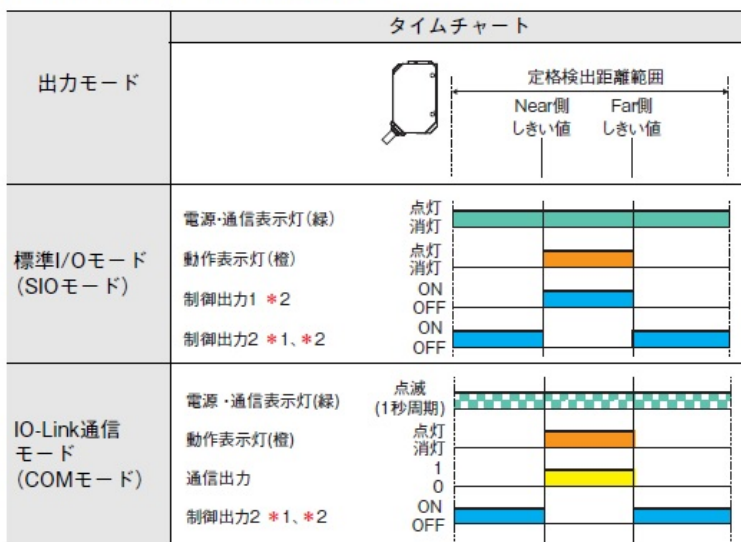 タイムチャート
出力モード
定格検出距離範囲
Near側
しきい値
Far側
しきい値
標準I/Oモード
(SIOモード)
電源・通信表示灯(緑)
点灯
消灯
動作表示灯(橙)
点灯
消灯
制御出力1 *2
ON
OFF
制御出力2 *1、*2
ON
OFF
IO-Link通信
モード
(COMモード)
電源・通信表示灯(緑)
点滅
(1秒周期)
動作表示灯(橙)
点灯
消灯
通信出力
1
0
制御出力2 *1、*2
ON
OFF